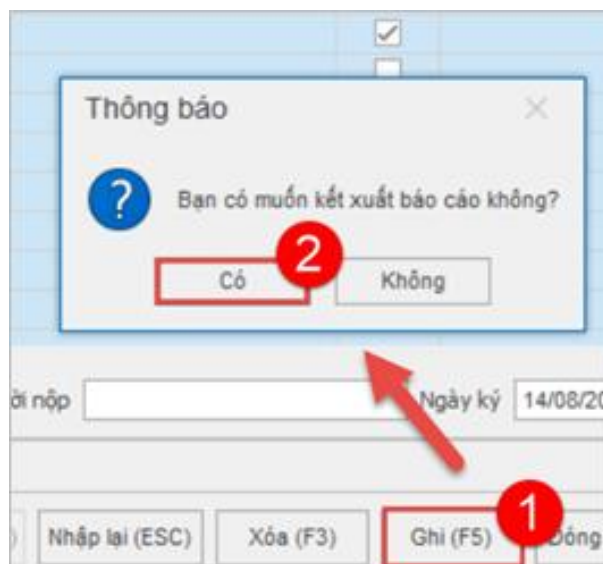 Thông báo
?
Bạn có muốn kết xuất báo cáo không?
2
Có
Không
ời nộp
Ngày ký
14/08/20
1
Nhập lại (ESC)
Xóa (F3)
Ghi (F5)
Đóng